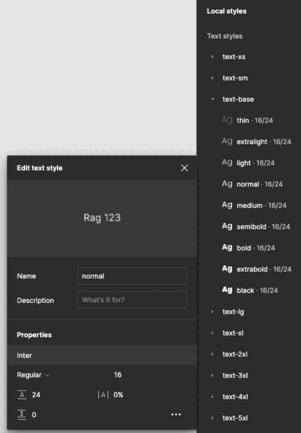 Local styles
Text styles
text-xs
text-sm
text-base
Ag thin · 16/24
Ag extralight · 16/24
Ag light · 16/24
Ag normal · 16/24
Ag medium · 16/24
Ag semibold · 16/24
Ag bold · 16/24
Ag extrabold · 16/24
Ag black · 16/24
text-lg
text-xl
text-2xl
text-3xl
text-4xl
text-5xl
Edit text style
Rag 123
Name normal
Description What's it for?
Properties
Inter
Regular 16
A 24 |A| 0%
0